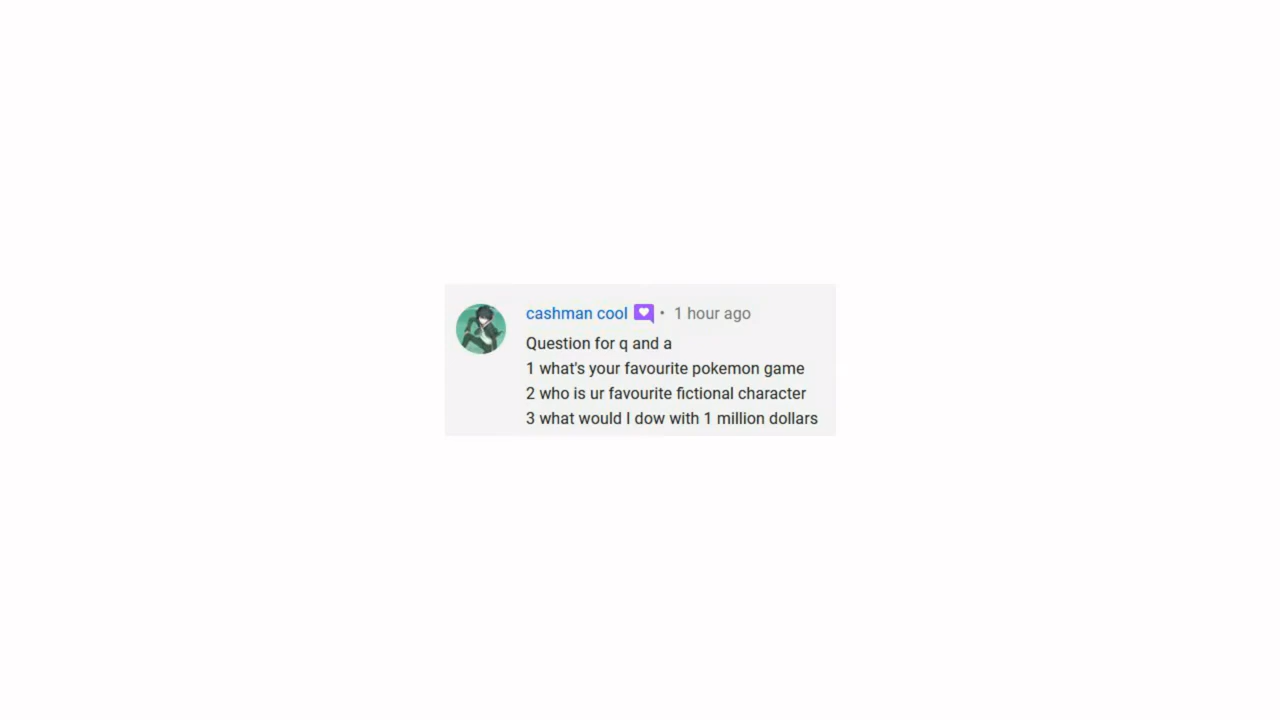 cashman cool • 1 hour ago
Question for q and a
1 what's your favourite pokemon game
2 who is ur favourite fictional character
3 what would I dow with 1 million dollars